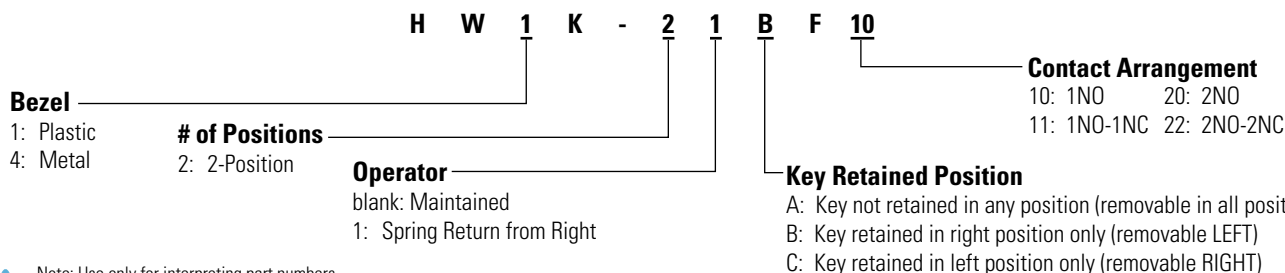 H W 1 K - 2 1 B F 10
Contact Arrangement
10: 1NO 20: 2NO
11: 1NO-1NC 22: 2NO-2NC
Bezel
1: Plastic
4: Metal
# of Positions
2: 2-Position
Operator
blank: Maintained
1: Spring Return from Right
Key Retained Position
A: Key not retained in any position (removable in all
B: Key retained in right position only (removable LEFT)
C: Key retained in left position only (removable RIGHT)
Note: Use only for interpreting part numbers